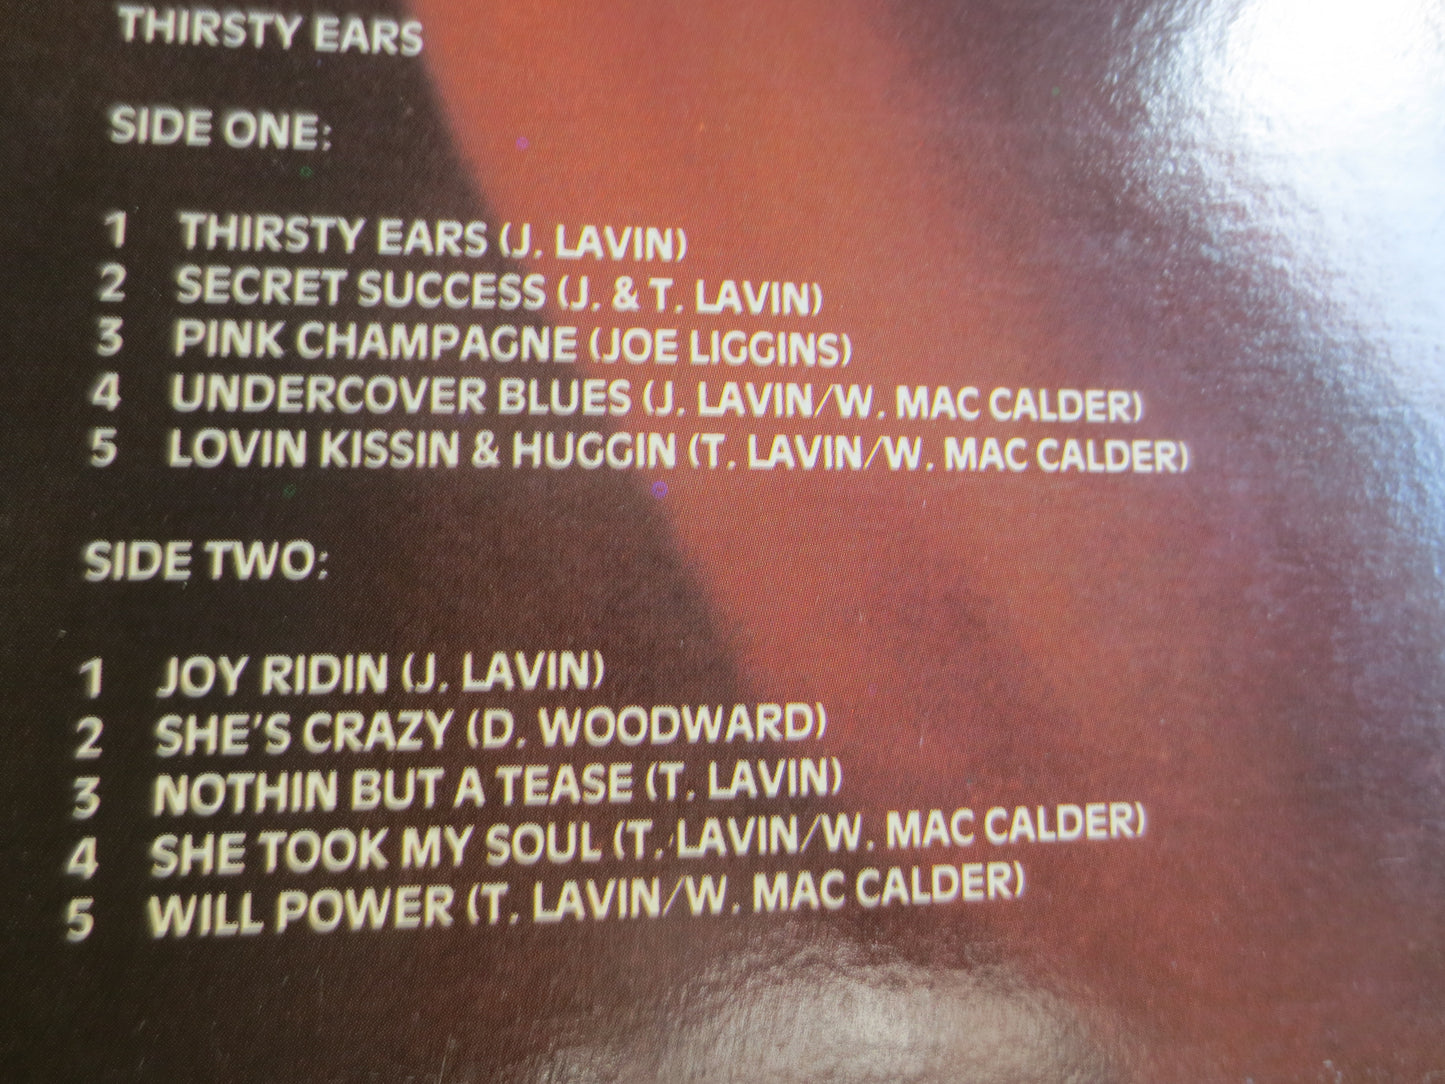 THIRSTY EARS
SIDE ONE:
1 THIRSTY EARS (J. LAVIN)
2 SECRET SUCCESS (J. & T. LAVIN)
3 PINK CHAMPAGNE (JOE LIGGINS)
4 UNDERCOVER BLUES (J. LAVIN/W. MAC CALDER)
5 LOVIN KISSIN & HUGGIN (T. LAVIN/W. MAC CALDER)
SIDE TWO:
1 JOY RIDIN (J. LAVIN)
2 SHE'S CRAZY (D. WOODWARD)
3 NOTHIN BUT A TEASE (T. LAVIN)
4 SHE TOOK MY SOUL (T. LAVIN/W. MAC CALDER)
5 WILL POWER (T. LAVIN/W. MAC CALDER)